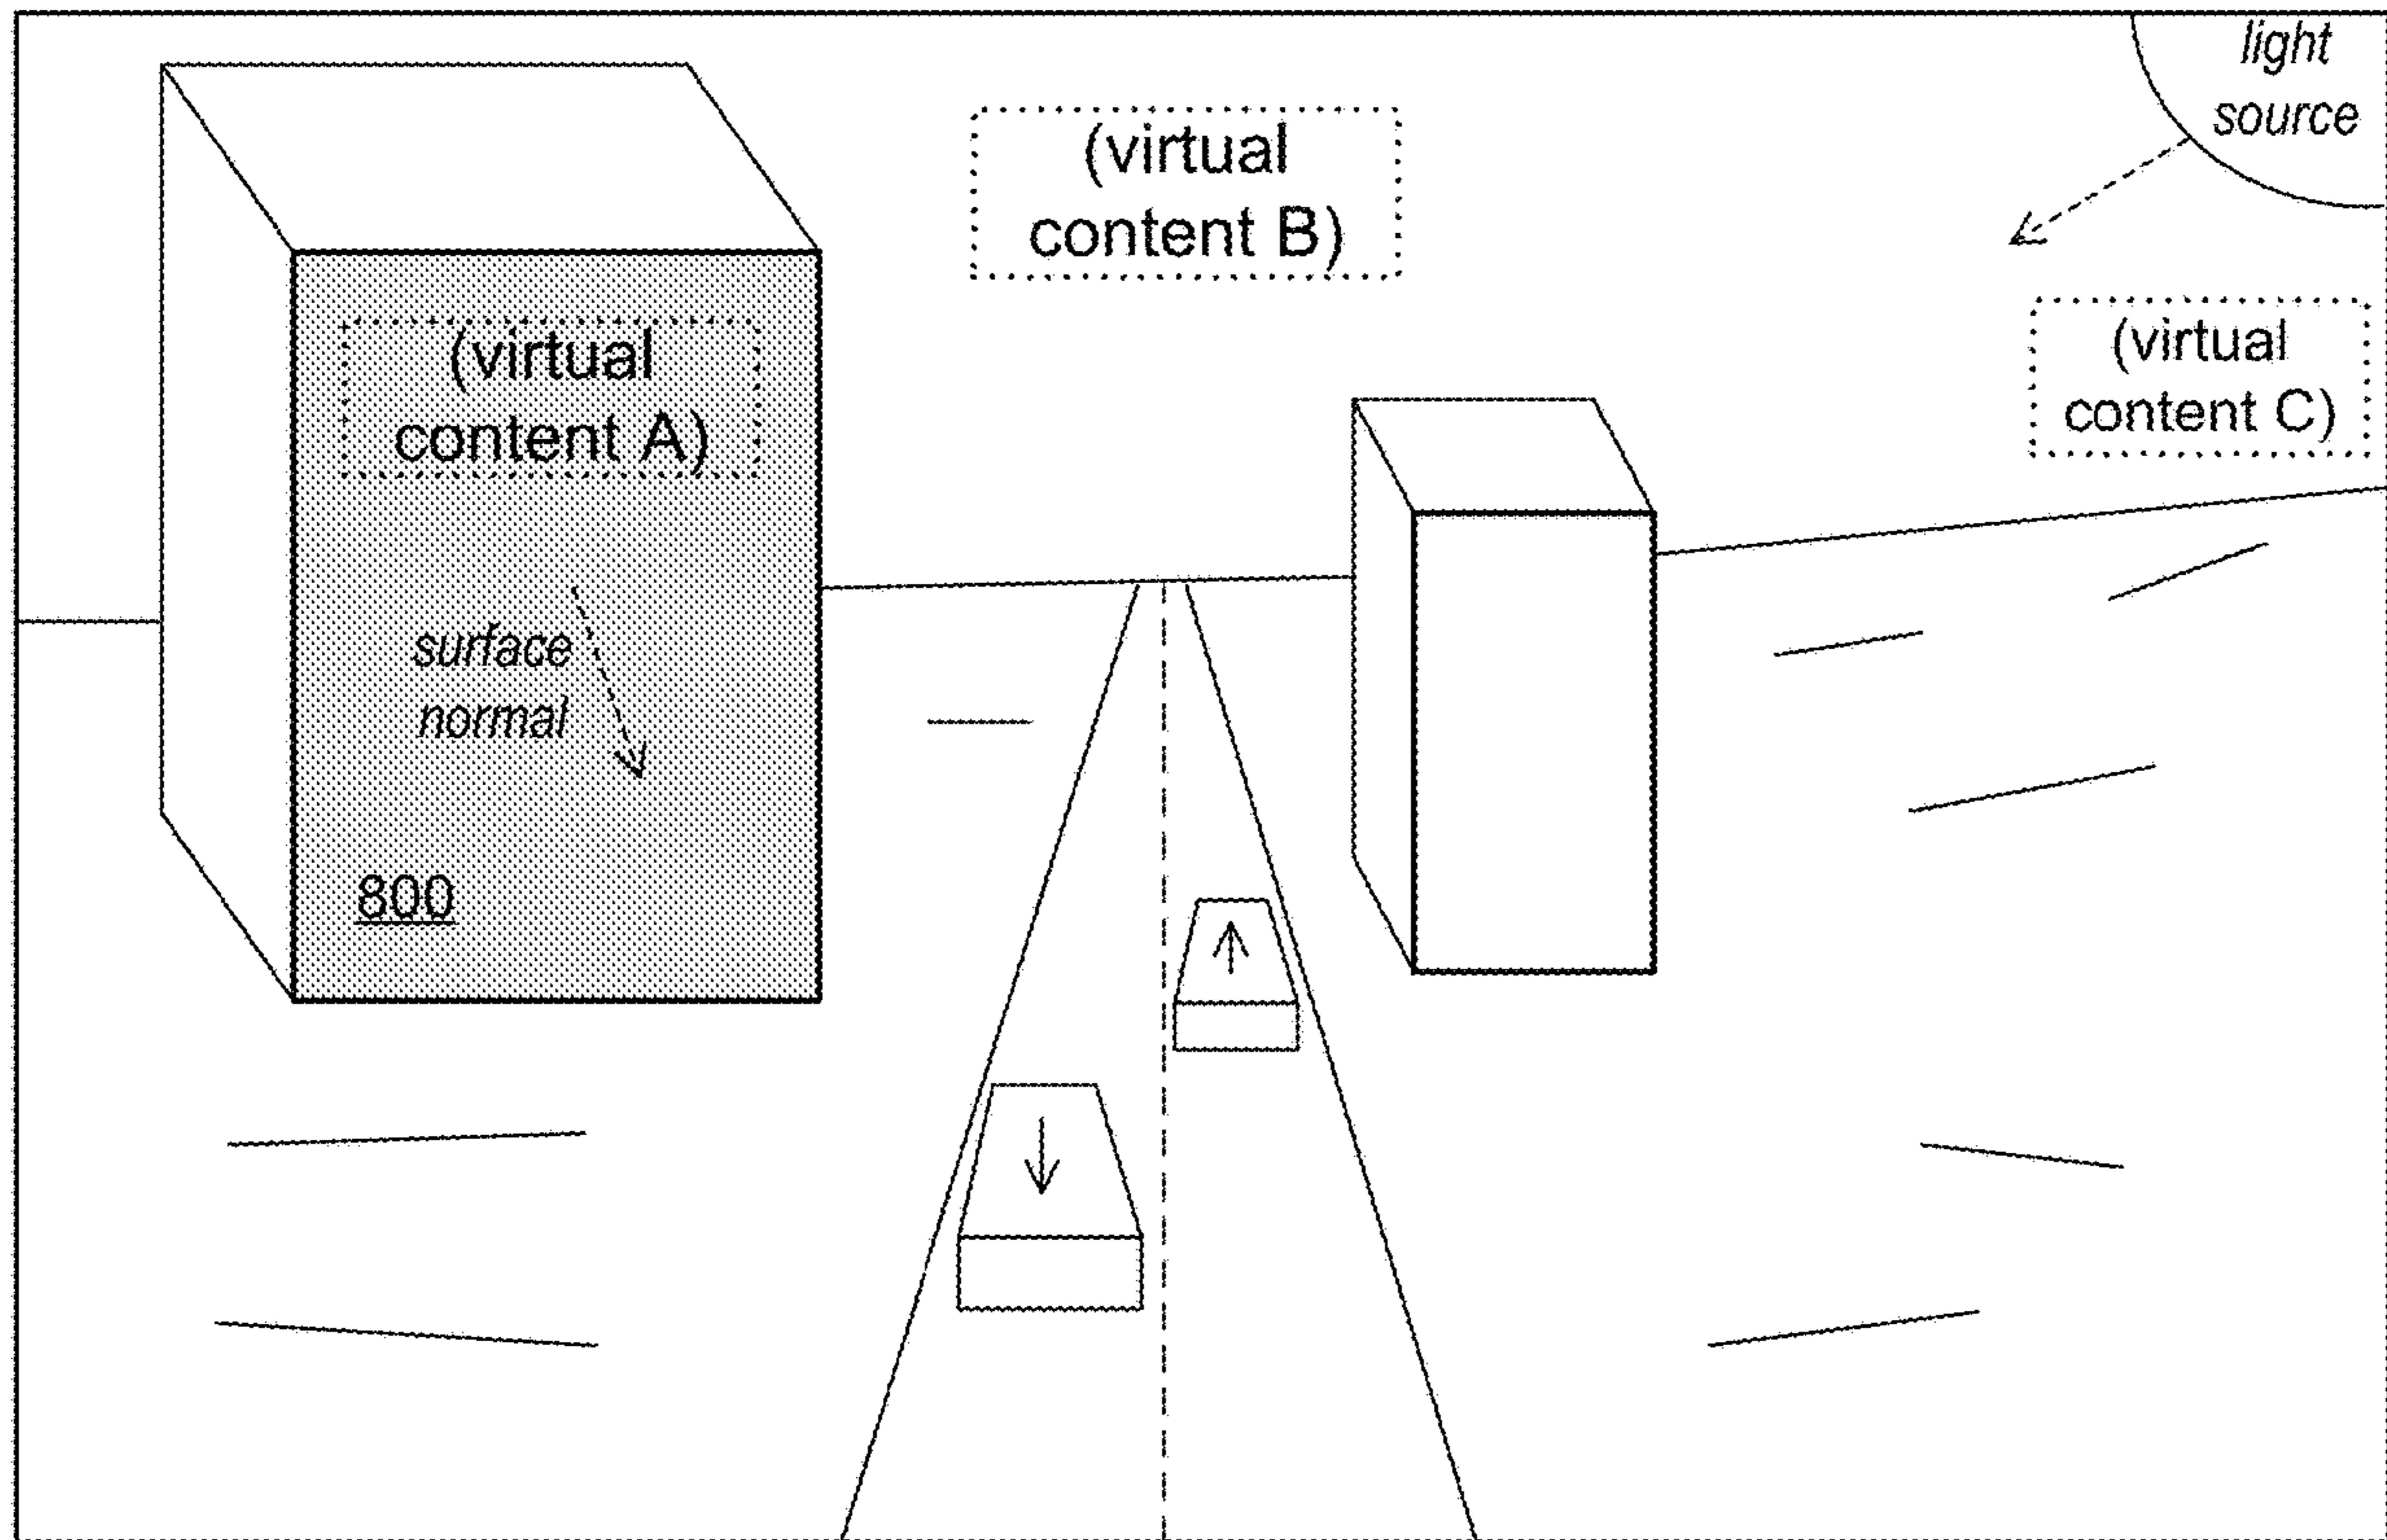 light
source
(virtual
content B)
(virtual
content C)
(virtual
content A)
surface
normal
800